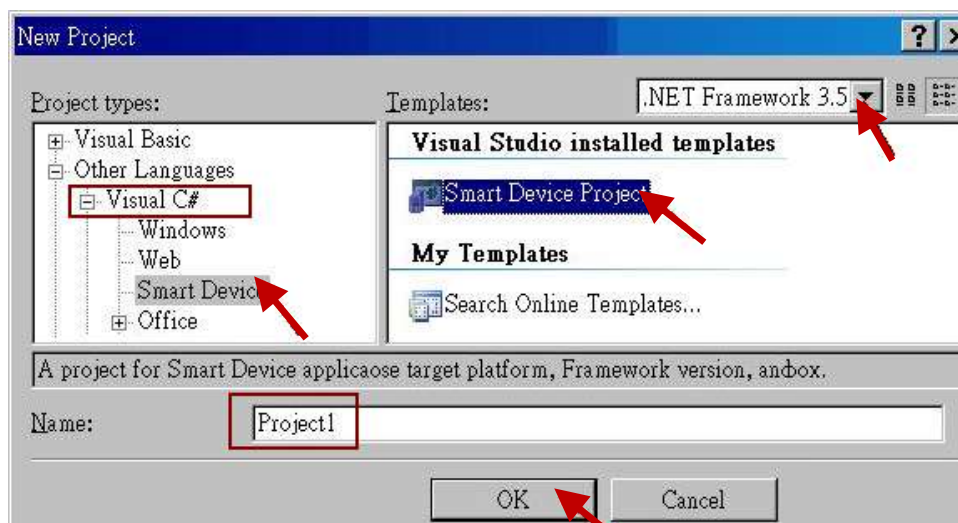 New Project
Project types:
Templates:
.NET Framework 3.5
Visual Basic
Other Languages
Visual C#
Windows
Web
Smart Device
Office
Visual Studio installed templates
Smart Device Project
My Templates
Search Online Templates...
A project for Smart Device applicaose target platform, Framework version, anbox.
Name:
Project1
OK
Cancel